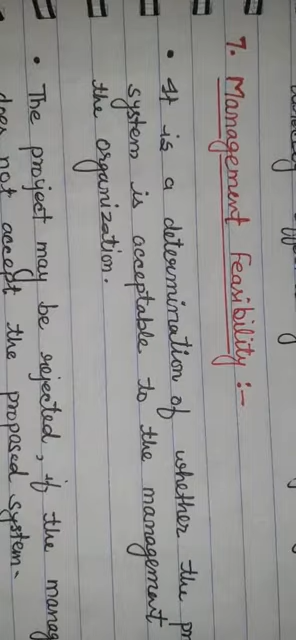 7. Management Feasibility :-
• It is a determination of whether the pr
system is acceptable to the management
the organization.
• The project may be rejected, if the manag
does not accept the proposed system.